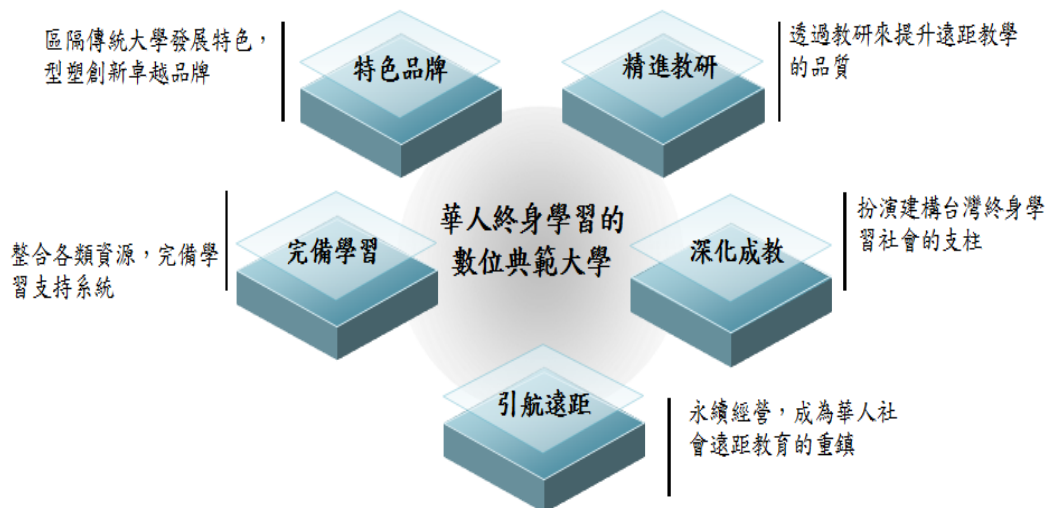 區隔傳統大學發展特色，
型塑創新卓越品牌
特色品牌
精進教研
透過教研來提升遠距教學
的品質
整合各類資源，完備學
習支持系統
完備學習
華人終身學習的
數位典範大學
深化成教
扮演建構台灣終身學
習社會的支柱
引航遠距
永續經營，成為華人社
會遠距教育的重鎮